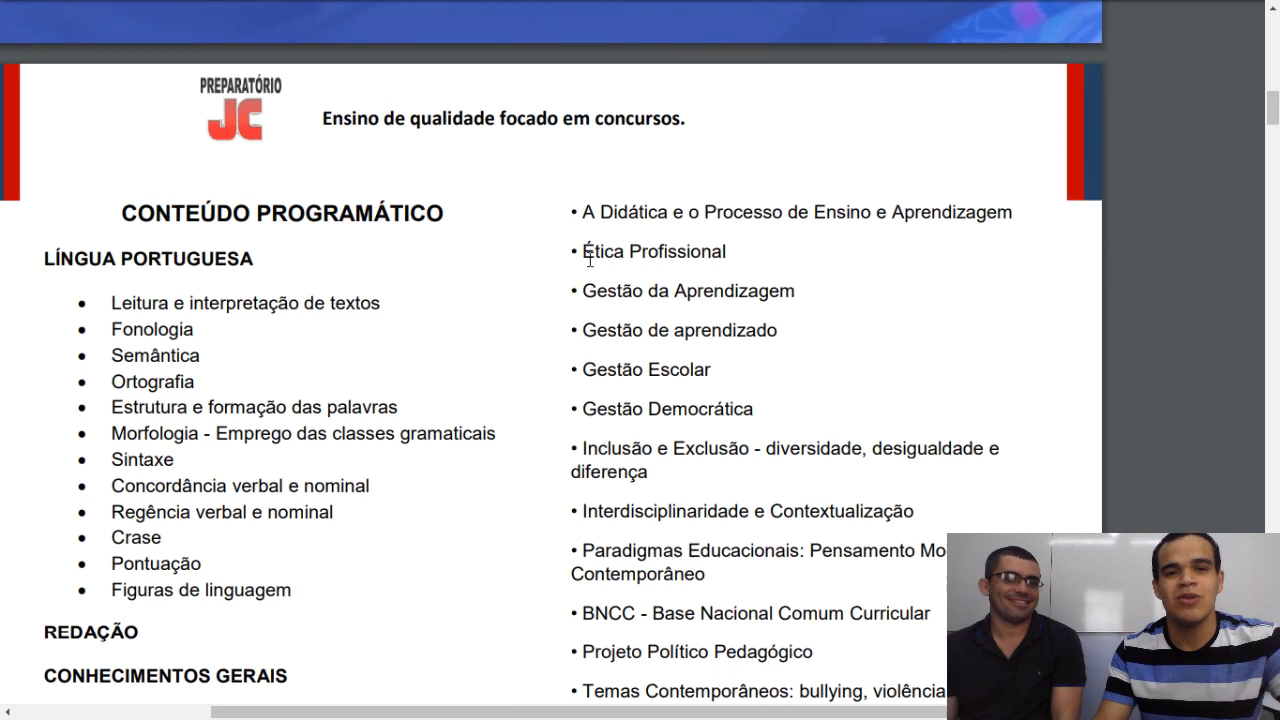 PREPARATÓRIO
JC
Ensino de qualidade focado em concursos.
CONTEÚDO PROGRAMÁTICO
LÍNGUA PORTUGUESA
• Leitura e interpretação de textos
• Fonologia
• Semântica
• Ortografia
• Estrutura e formação das palavras
• Morfologia - Emprego das classes gramaticais
• Sintaxe
• Concordância verbal e nominal
• Regência verbal e nominal
• Crase
• Pontuação
• Figuras de linguagem
REDAÇÃO
CONHECIMENTOS GERAIS
• A Didática e o Processo de Ensino e Aprendizagem
• Ética Profissional
• Gestão da Aprendizagem
• Gestão de aprendizado
• Gestão Escolar
• Gestão Democrática
• Inclusão e Exclusão - diversidade, desigualdade e
diferença
• Interdisciplinaridade e Contextualização
• Paradigmas Educacionais: Pensamento
Contemporâneo
• BNCC - Base Nacional Comum Curricular
• Projeto Político Pedagógico
• Temas Contemporâneos: bullying, violência